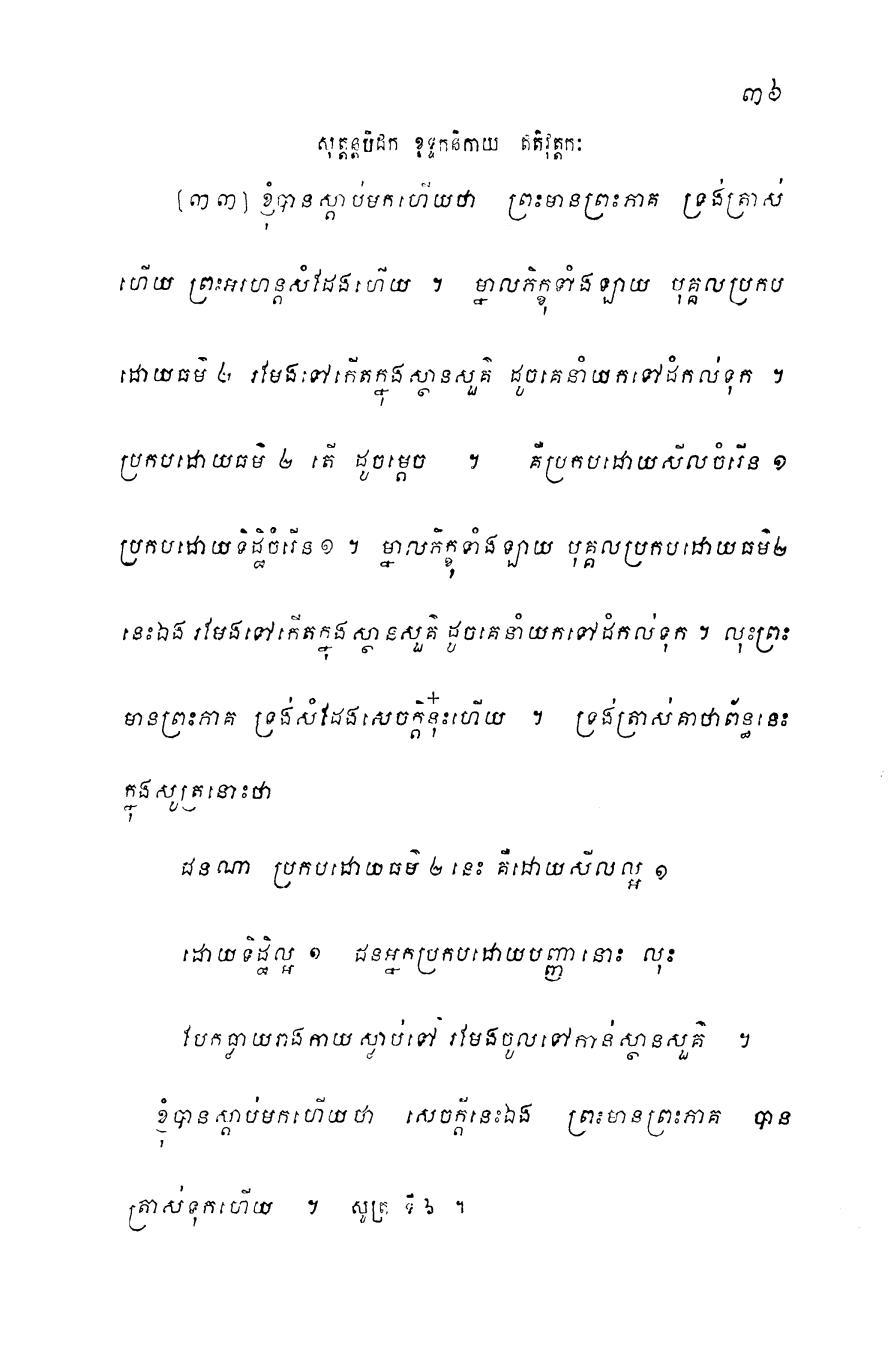 ៣៦
សុត្តន្តបិដក ខុទ្ទកនិកាយ ឥតិវុត្តកៈ
(៣៣) ខ្ញុំបានស្តាប់មកហើយថា ព្រះមានព្រះភាគ ទ្រង់ត្រាស់
ហើយ ព្រះអរហន្តសំដែងហើយ ។ ម្នាលភិក្ខុទាំងឡាយ បុគ្គលប្រកប
ដោយធម៌ ២ រមែងទៅកើតក្នុងស្ថានសួគ៌ ដូចគេនាំយកទៅដំកល់ទុក ។
ប្រកបដោយធម៌ ២ តើ ដូចម្តេច ។ គឺប្រកបដោយសីលចំរើន ១
ប្រកបដោយទិដ្ឋិចំរើន ១ ។ ម្នាលភិក្ខុទាំងឡាយ បុគ្គលប្រកបដោយធម៌ ២
នេះឯង រមែងទៅកើតក្នុងស្ថានសួគ៌ ដូចគេនាំយកទៅដំកល់ទុក ។ លុះព្រះ
មានព្រះភាគ ទ្រង់សំដែងសេចក្តីនុ៎ះហើយ ។ ទ្រង់ត្រាស់គាថាព័ន្ធនេះ
ក្នុងសូត្រនោះថា
ជនណា ប្រកបដោយធម៌ ២ នេះ គឺដោយសីលល្អ ១
ដោយទិដ្ឋិល្អ ១ ជនអ្នកប្រកបដោយបញ្ញានោះ លុះ
បែកធ្លាយរាងកាយស្លាប់ទៅ រមែងចូលទៅកាន់ស្ថានសួគ៌ ។
ខ្ញុំបានស្តាប់មកហើយថា សេចក្តីនេះឯង ព្រះមានព្រះភាគ បាន
ត្រាស់ទុកហើយ ។ សូត្រ ទី ៦ ។